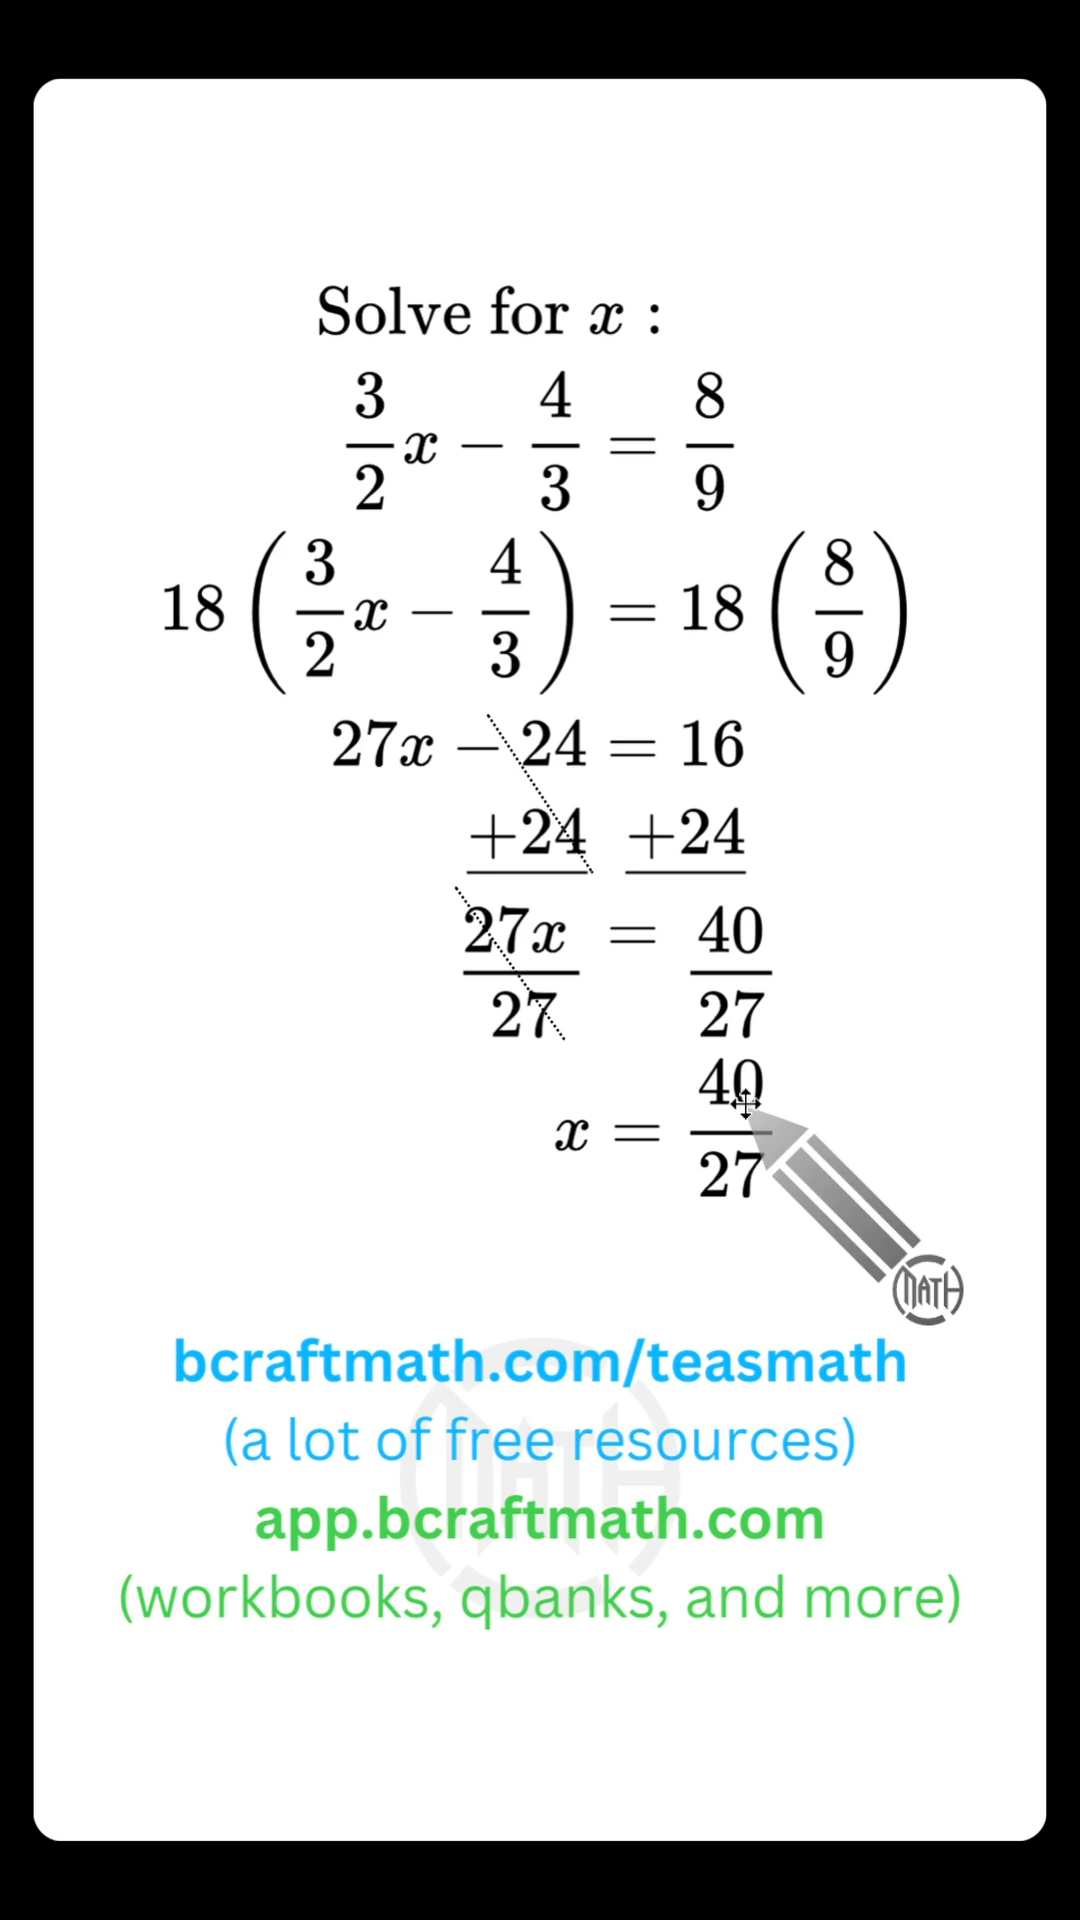 Solve for x :
3/2 x − 4/3 = 8/9
18 ( 3/2 x − 4/3 ) = 18 ( 8/9 )
27x − 24 = 16
+24 +24
27x/27 = 40/27
x = 40/27
MATH
bcraftmath.com/teasmath
(a lot of free resources)
app.bcraftmath.com
(workbooks, qbanks, and more)
MATH